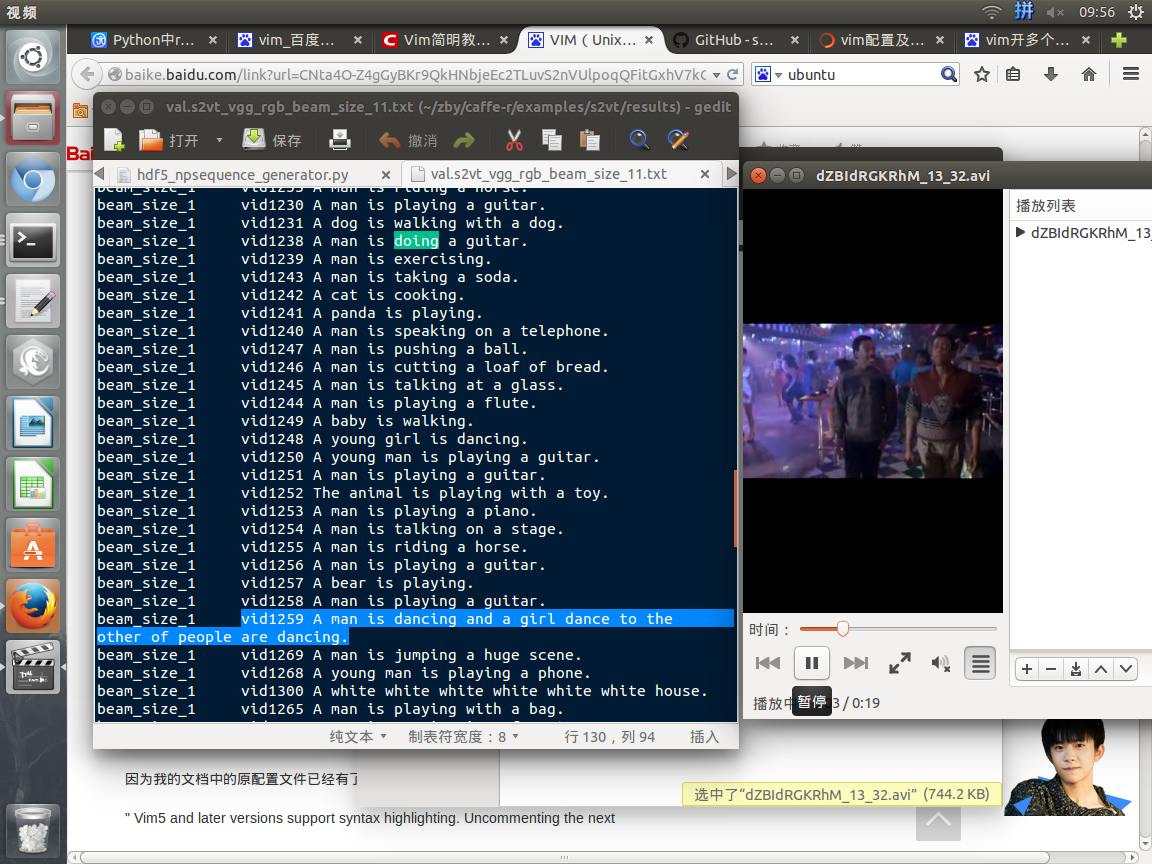 视频
拼
09:56
Python中r...
vim_百度...
Vim简明教...
VIM（Unix...
GitHub - s...
vim配置及...
vim开多个...
baike.baidu.com/link?url=CNta4O-Z4gGyBKr9QkHNbjeEc2TLuvS2nVUlpoqQFitGxhV7kC
ubuntu
Bai
val.s2vt_vgg_rgb_beam_size_11.txt (~/zby/caffe-r/examples/s2vt/results) - gedit
打开
保存
撤消
hdf5_npsequence_generator.py
val.s2vt_vgg_rgb_beam_size_11.txt
beam_size_1 vid1233 A man is riding a horse.
beam_size_1 vid1230 A man is playing a guitar.
beam_size_1 vid1231 A dog is walking with a dog.
beam_size_1 vid1238 A man is doing a guitar.
beam_size_1 vid1239 A man is exercising.
beam_size_1 vid1243 A man is taking a soda.
beam_size_1 vid1242 A cat is cooking.
beam_size_1 vid1241 A panda is playing.
beam_size_1 vid1240 A man is speaking on a telephone.
beam_size_1 vid1247 A man is pushing a ball.
beam_size_1 vid1246 A man is cutting a loaf of bread.
beam_size_1 vid1245 A man is talking at a glass.
beam_size_1 vid1244 A man is playing a flute.
beam_size_1 vid1249 A baby is walking.
beam_size_1 vid1248 A young girl is dancing.
beam_size_1 vid1250 A young man is playing a guitar.
beam_size_1 vid1251 A man is playing a guitar.
beam_size_1 vid1252 The animal is playing with a toy.
beam_size_1 vid1253 A man is playing a piano.
beam_size_1 vid1254 A man is talking on a stage.
beam_size_1 vid1255 A man is riding a horse.
beam_size_1 vid1256 A man is playing a guitar.
beam_size_1 vid1257 A bear is playing.
beam_size_1 vid1258 A man is playing a guitar.
beam_size_1 vid1259 A man is dancing and a girl dance to the
other of people are dancing.
beam_size_1 vid1269 A man is jumping a huge scene.
beam_size_1 vid1268 A young man is playing a phone.
beam_size_1 vid1300 A white white white white white white house.
beam_size_1 vid1265 A man is playing with a bag.
纯文本
制表符宽度：8
行 130，列 94
插入
dZBIdRGKRhM_13_32.avi
播放列表
dZBIdRGKRhM_13_
时间：
播放中
/ 0:19
暂停
因为我的文档中的原配置文件已经有了
选中了“dZBIdRGKRhM_13_32.avi” (744.2 KB)
" Vim5 and later versions support syntax highlighting. Uncommenting the next